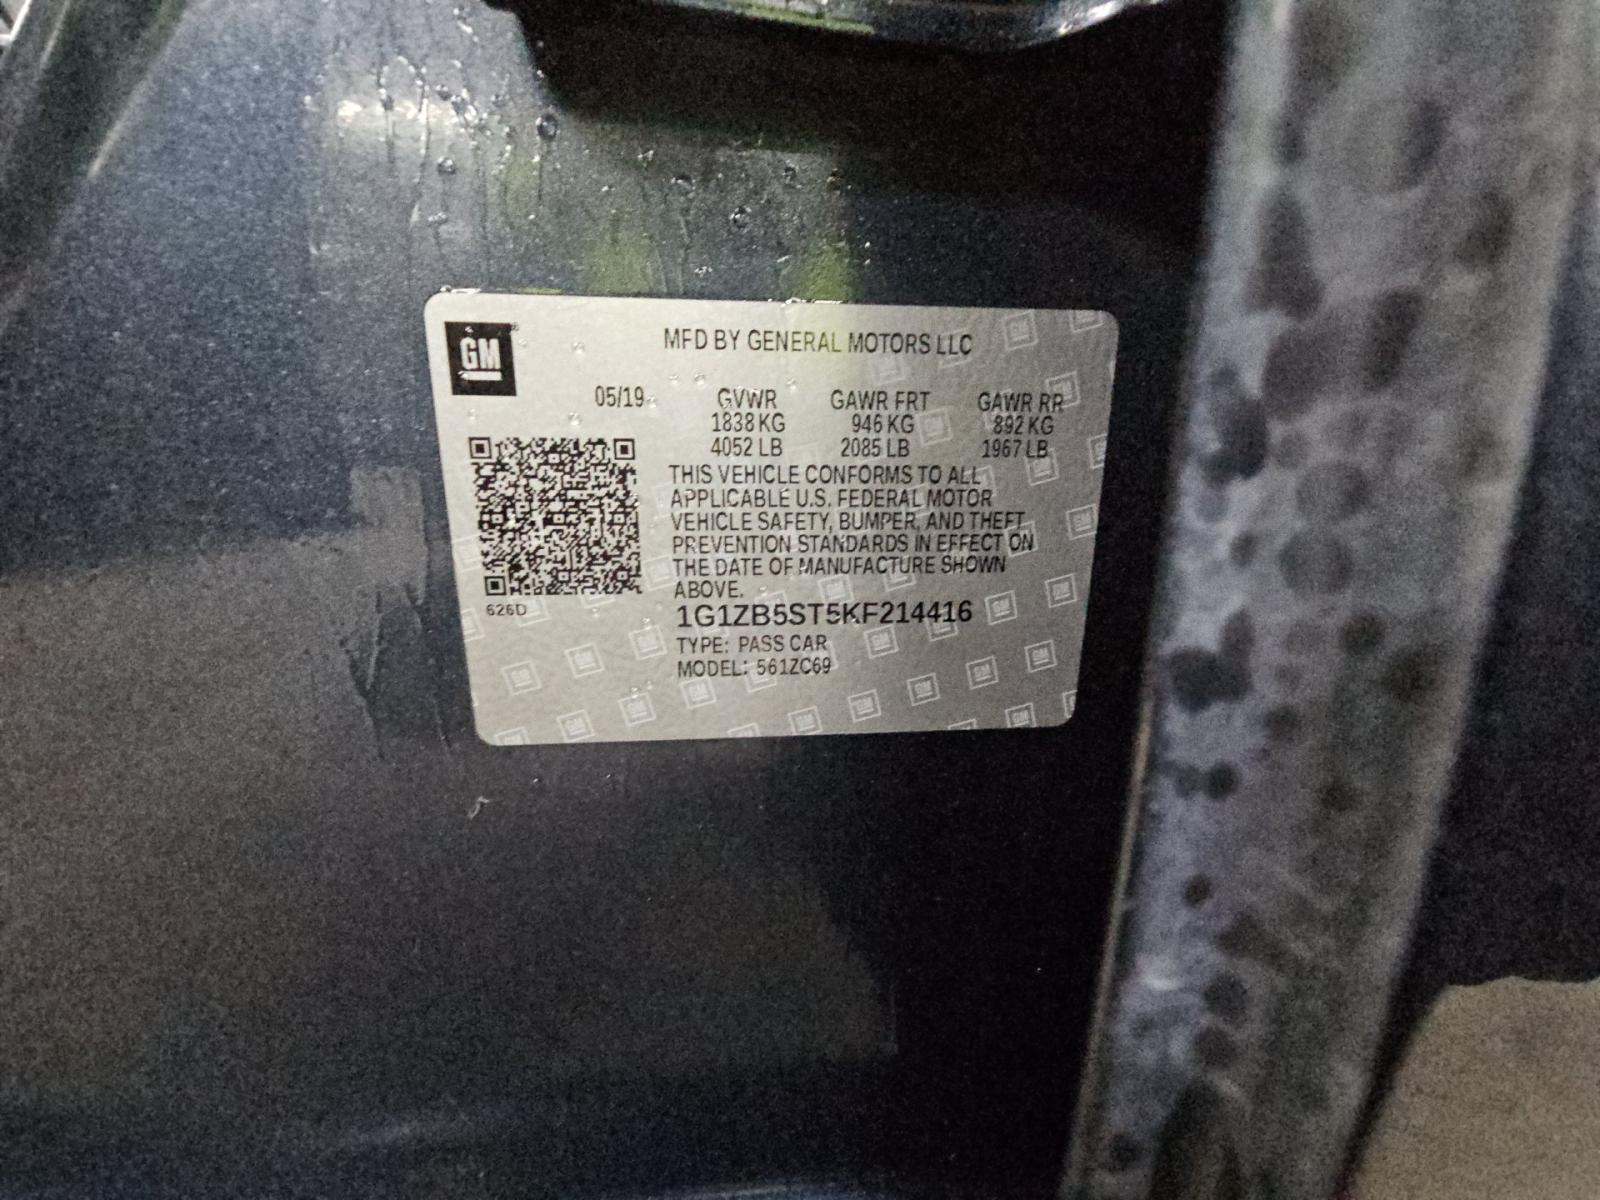 GM
MFD BY GENERAL MOTORS LLC
05/19 GVWR GAWR FRT GAWR RR
1838 KG 946 KG 892 KG
4052 LB 2085 LB 1967 LB
THIS VEHICLE CONFORMS TO ALL
APPLICABLE U.S. FEDERAL MOTOR
VEHICLE SAFETY, BUMPER, AND THEFT
PREVENTION STANDARDS IN EFFECT ON
THE DATE OF MANUFACTURE SHOWN
ABOVE.
626D
1G1ZB5ST5KF214416
TYPE: PASS CAR
MODEL: 561ZC69